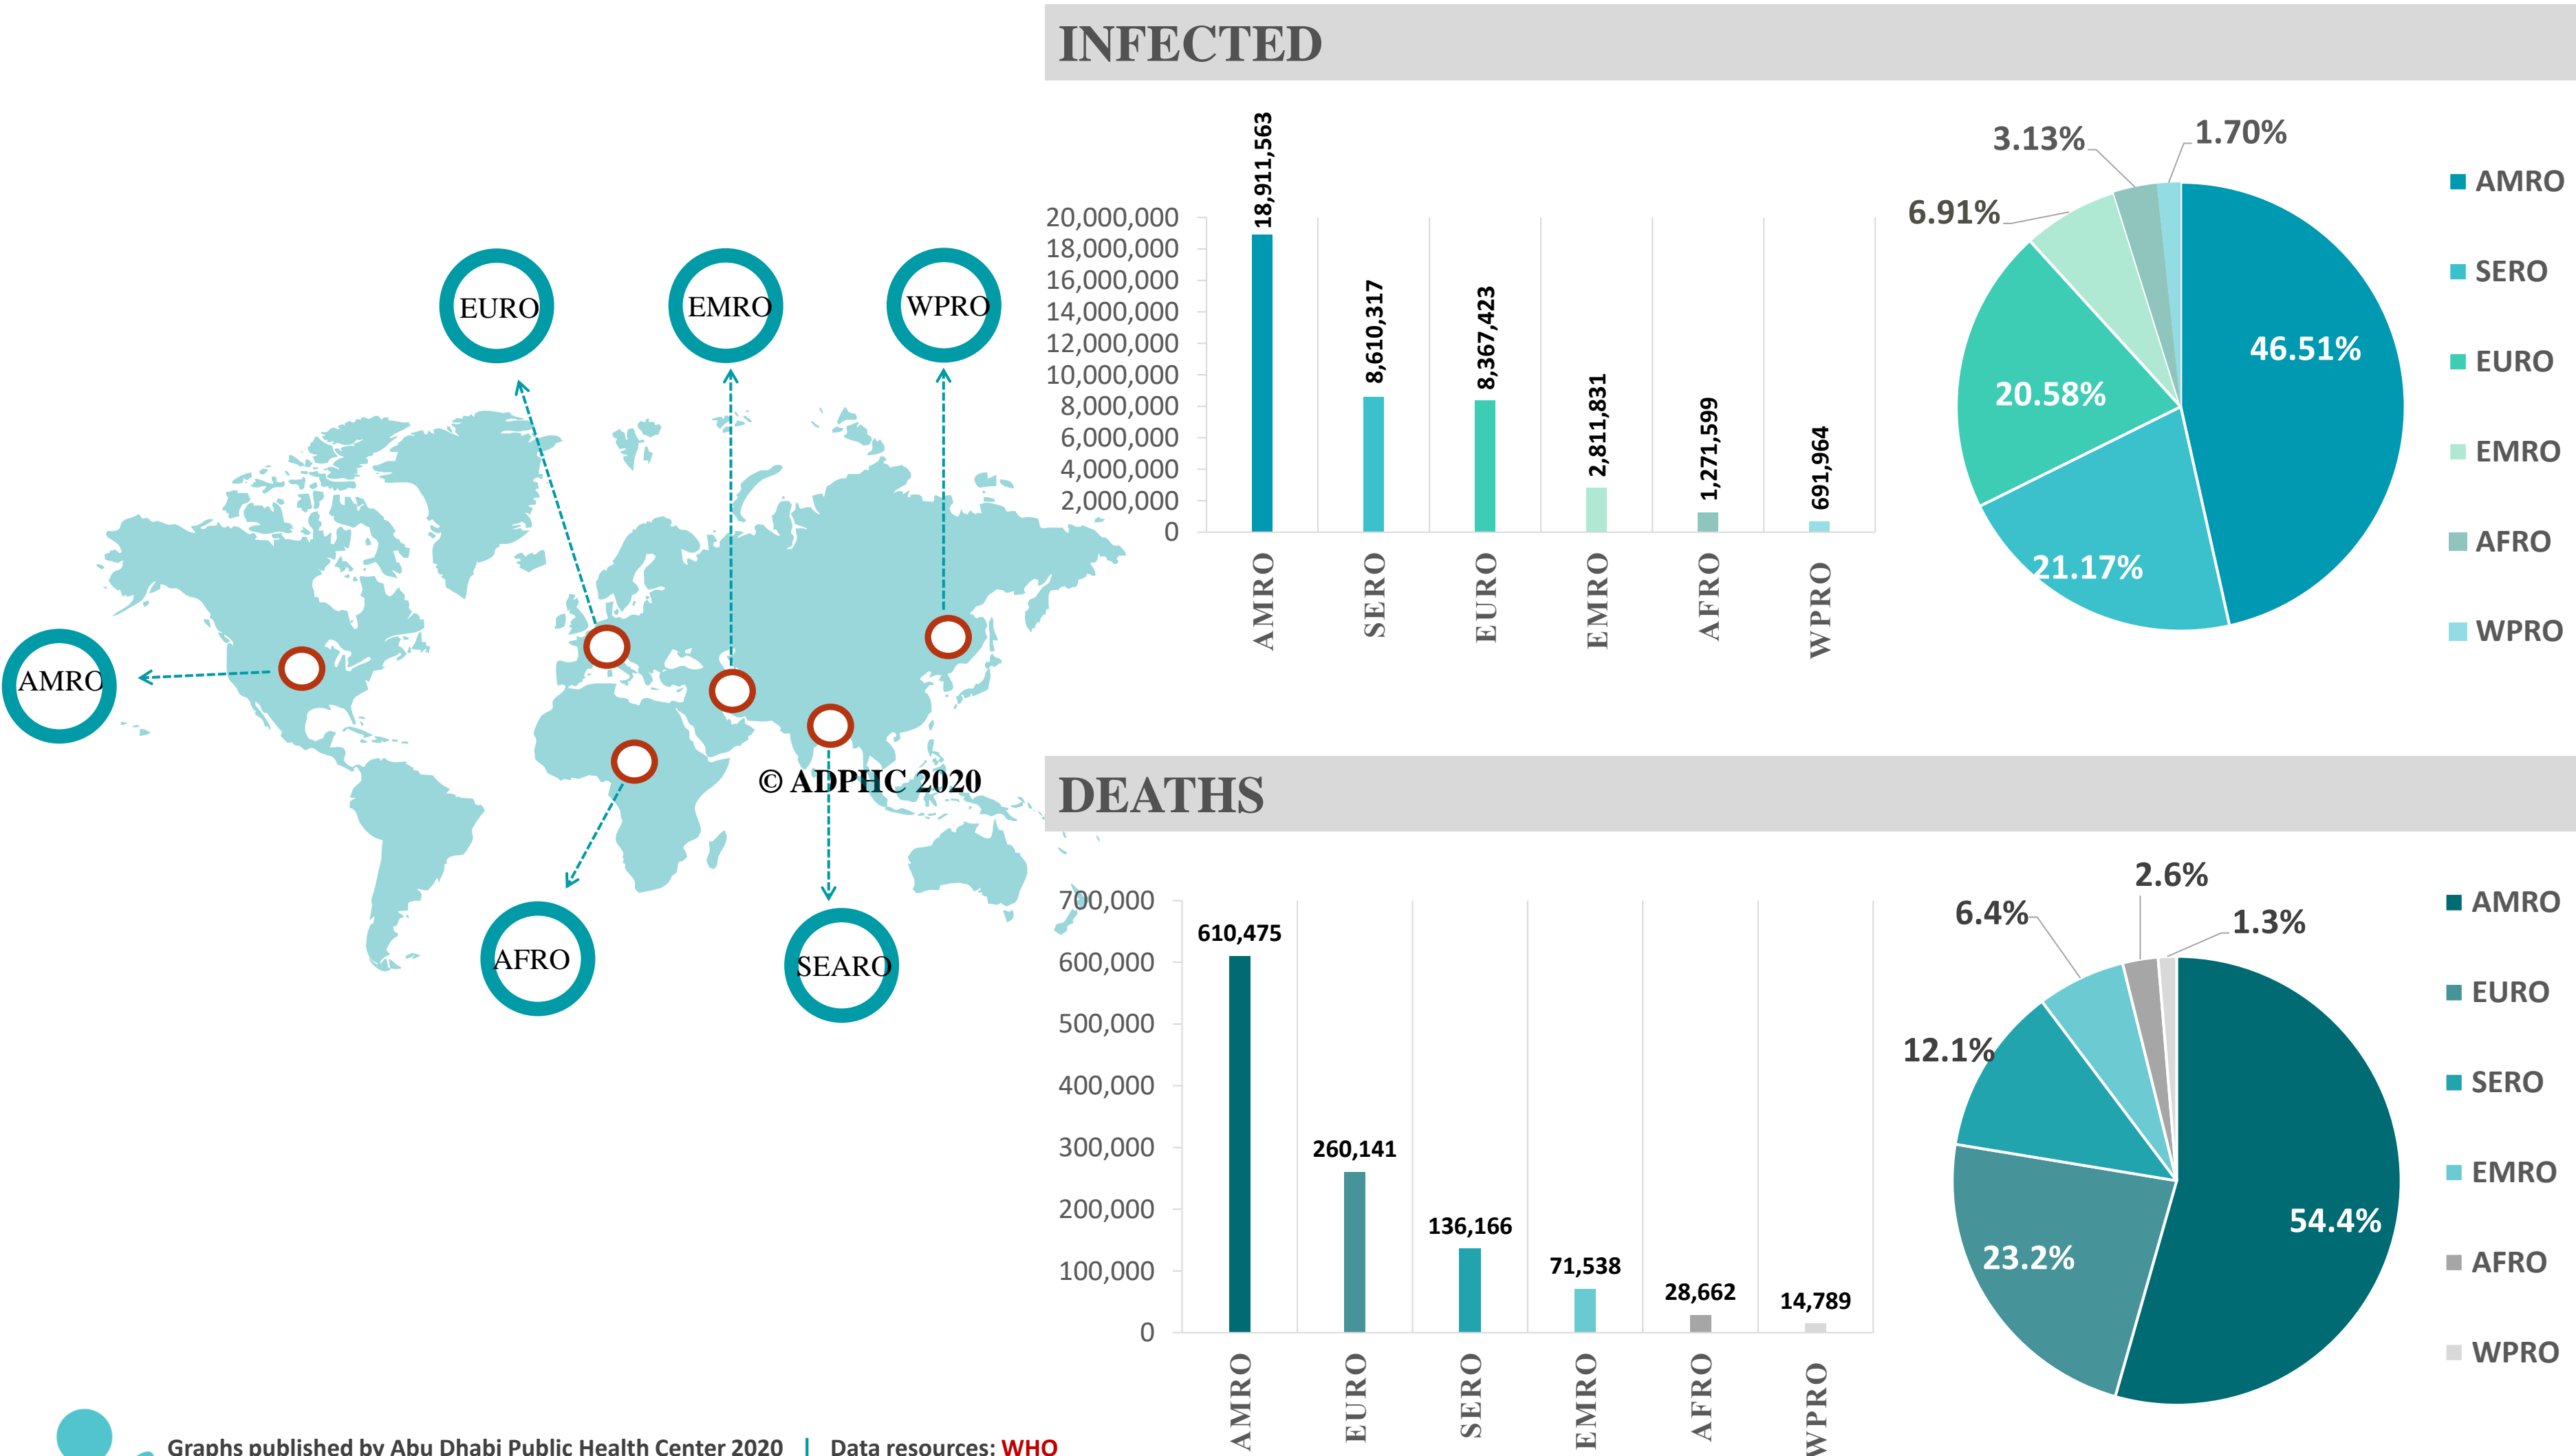 INFECTED
EURO
EMRO
WPRO
AMRO
AFRO
SEARO
© ADPHC 2020
20,000,000
18,000,000
16,000,000
14,000,000
12,000,000
10,000,000
8,000,000
6,000,000
4,000,000
2,000,000
0
18,911,563
8,610,317
8,367,423
2,811,831
1,271,599
691,964
AMRO
SERO
EURO
EMRO
AFRO
WPRO
3.13%
1.70%
6.91%
46.51%
20.58%
21.17%
AMRO
SERO
EURO
EMRO
AFRO
WPRO
DEATHS
700,000
600,000
500,000
400,000
300,000
200,000
100,000
0
610,475
260,141
136,166
71,538
28,662
14,789
AMRO
EURO
SERO
EMRO
AFRO
WPRO
2.6%
6.4%
1.3%
12.1%
54.4%
23.2%
AMRO
EURO
SERO
EMRO
AFRO
WPRO
Graphs published by Abu Dhabi Public Health Center 2020 | Data resources: WHO